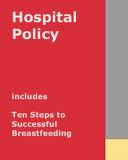 Hospital
Policy
includes
Ten Steps to
Successful
Breastfeeding